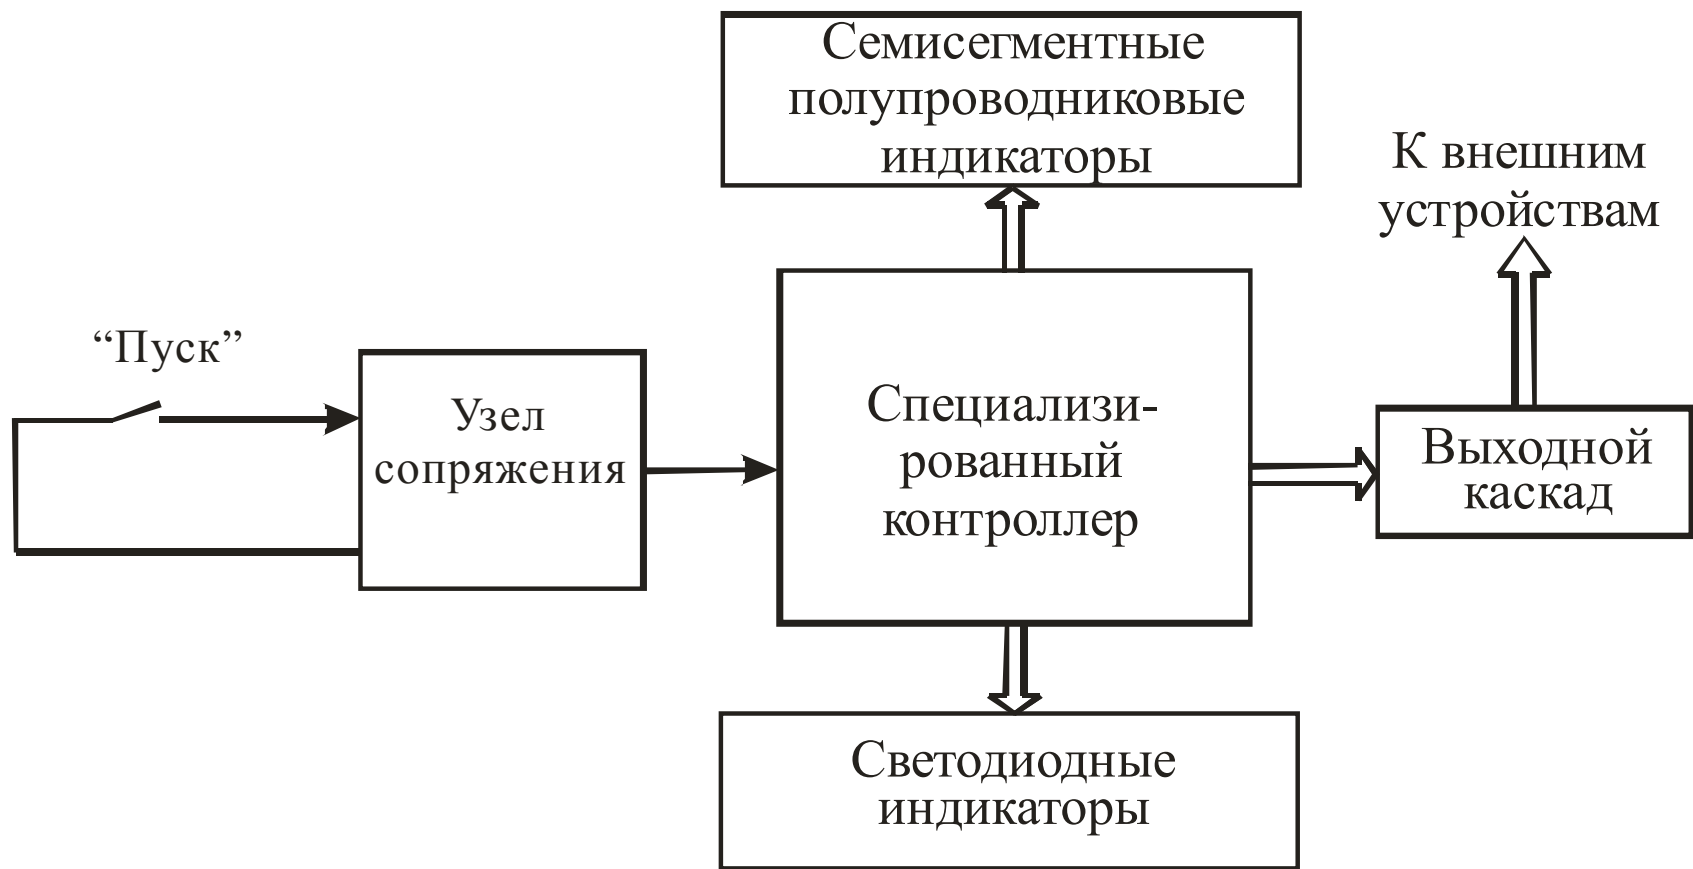 Семисегментные
полупроводниковые
индикаторы
К внешним
устройствам
“Пуск”
Узел
сопряжения
Специализи-
рованный
контроллер
Выходной
каскад
Светодиодные
индикаторы